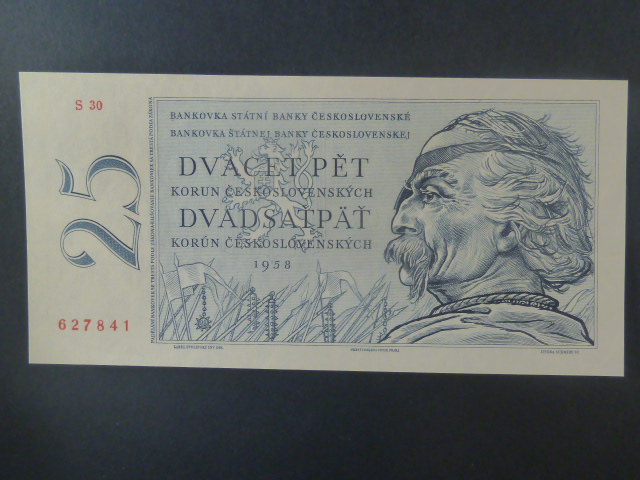 S 30
25
627841
BANKOVKA STÁTNÍ BANKY ČESKOSLOVENSKÉ
BANKOVKA ŠTÁTNEJ BANKY ČESKOSLOVENSKEJ
DVACET PĚT
KORUN ČESKOSLOVENSKÝCH
DVADSAŤPÄŤ
KORÚN ČESKOSLOVENSKÝCH
1958